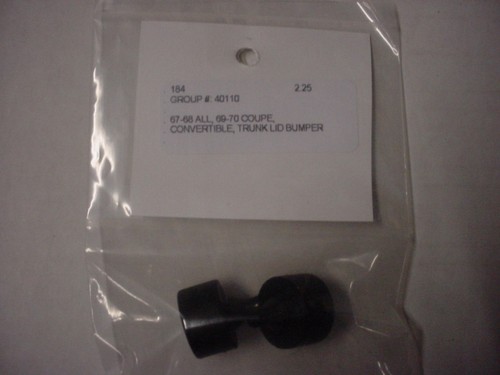 184 2.25
GROUP #: 40110
67-68 ALL, 69-70 COUPE,
CONVERTIBLE, TRUNK LID BUMPER